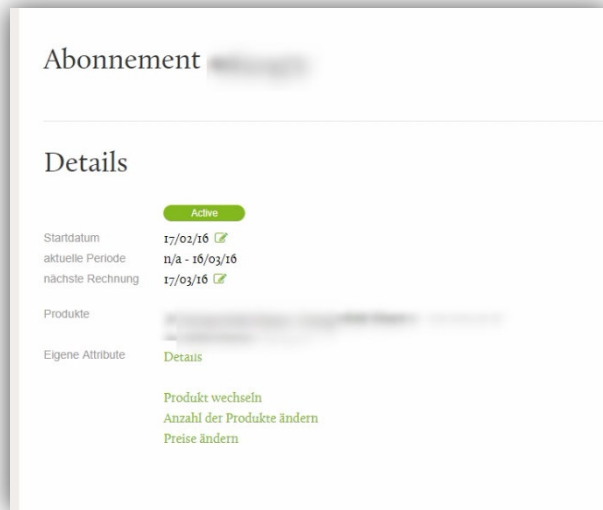 Abonnement
Details
Active
Startdatum 17/02/16
aktuelle Periode n/a - 16/03/16
nächste Rechnung 17/03/16
Produkte
Eigene Attribute Details
Produkt wechseln
Anzahl der Produkte ändern
Preise ändern